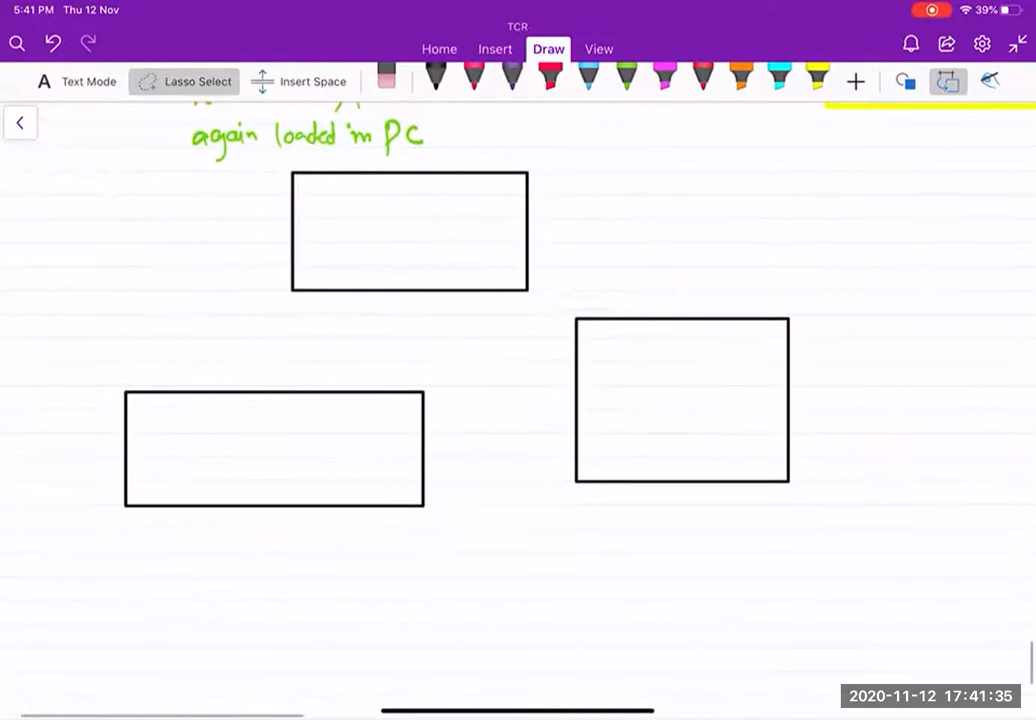 5:41 PM Thu 12 Nov
39%
TCR
Home Insert Draw View
A Text Mode Lasso Select Insert Space
again loaded in PC
2020-11-12 17:41:35